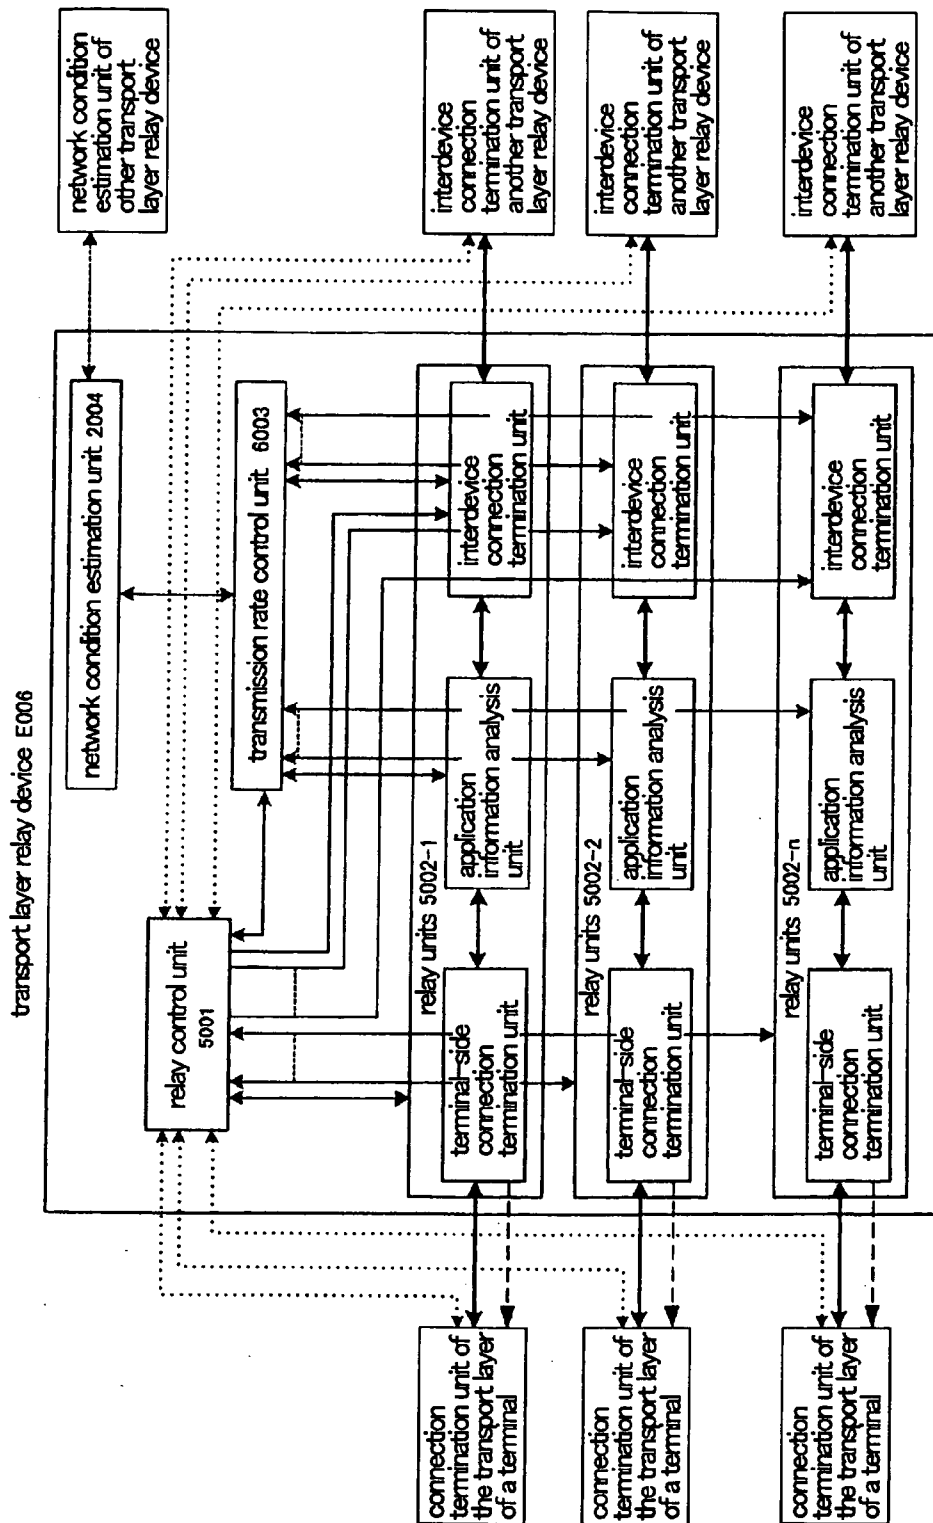 transport layer relay device E006
network condition estimation unit 2004
network condition
estimation unit of
other transport
layer relay device
relay control unit
5001
transmission rate control unit 6003
relay units 5002-1
terminal-side
connection
termination unit
application
information analysis
unit
interdevice
connection
termination unit
connection
termination unit of
the transport layer
of a terminal
interdevice
connection
termination unit of
another transport
layer relay device
relay units 5002-2
terminal-side
connection
termination unit
application
information analysis
unit
interdevice
connection
termination unit
connection
termination unit of
the transport layer
of a terminal
interdevice
connection
termination unit of
another transport
layer relay device
relay units 5002-n
terminal-side
connection
termination unit
application
information analysis
unit
interdevice
connection
termination unit
connection
termination unit of
the transport layer
of a terminal
interdevice
connection
termination unit of
another transport
layer relay device